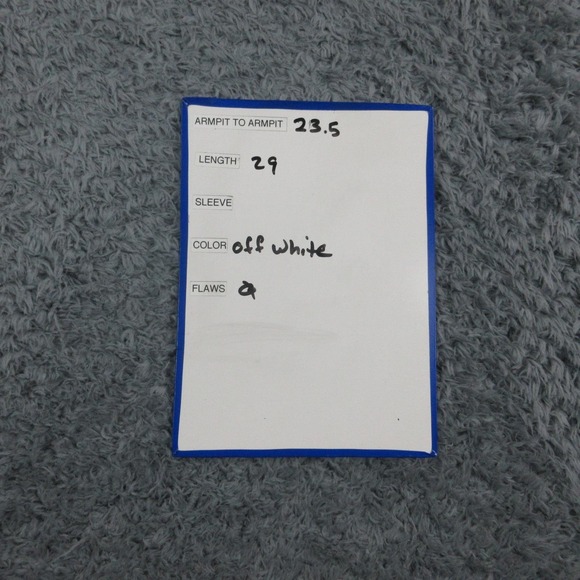 ARMPIT TO ARMPIT 23.5
LENGTH 29
SLEEVE
COLOR off white
FLAWS